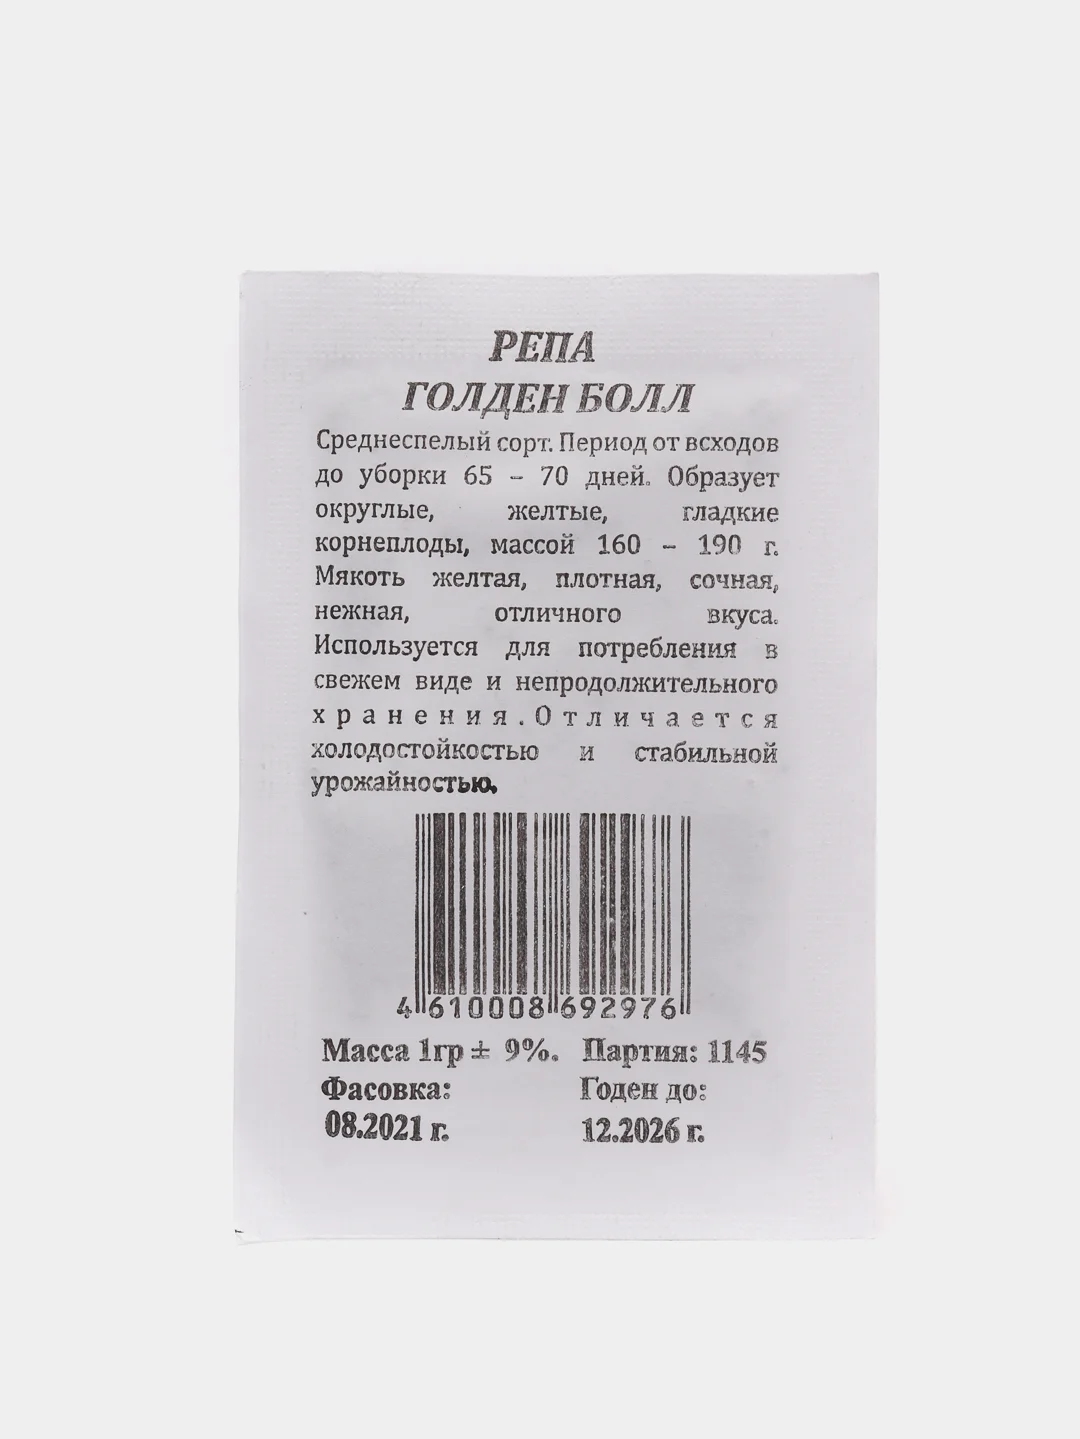 РЕПА
ГОЛДЕН БОЛЛ
Среднеспелый сорт. Период от всходов
до уборки 65 – 70 дней. Образует
округлые, желтые, гладкие
корнеплоды, массой 160 – 190 г.
Мякоть желтая, плотная, сочная,
нежная, отличного вкуса.
Используется для потребления в
свежем виде и непродолжительного
хранения.Отличается
холодостойкостью и стабильной
урожайностью.
4 610008 692976
Масса 1гр ± 9%. Партия: 1145
Фасовка: Годен до:
08.2021 г. 12.2026 г.